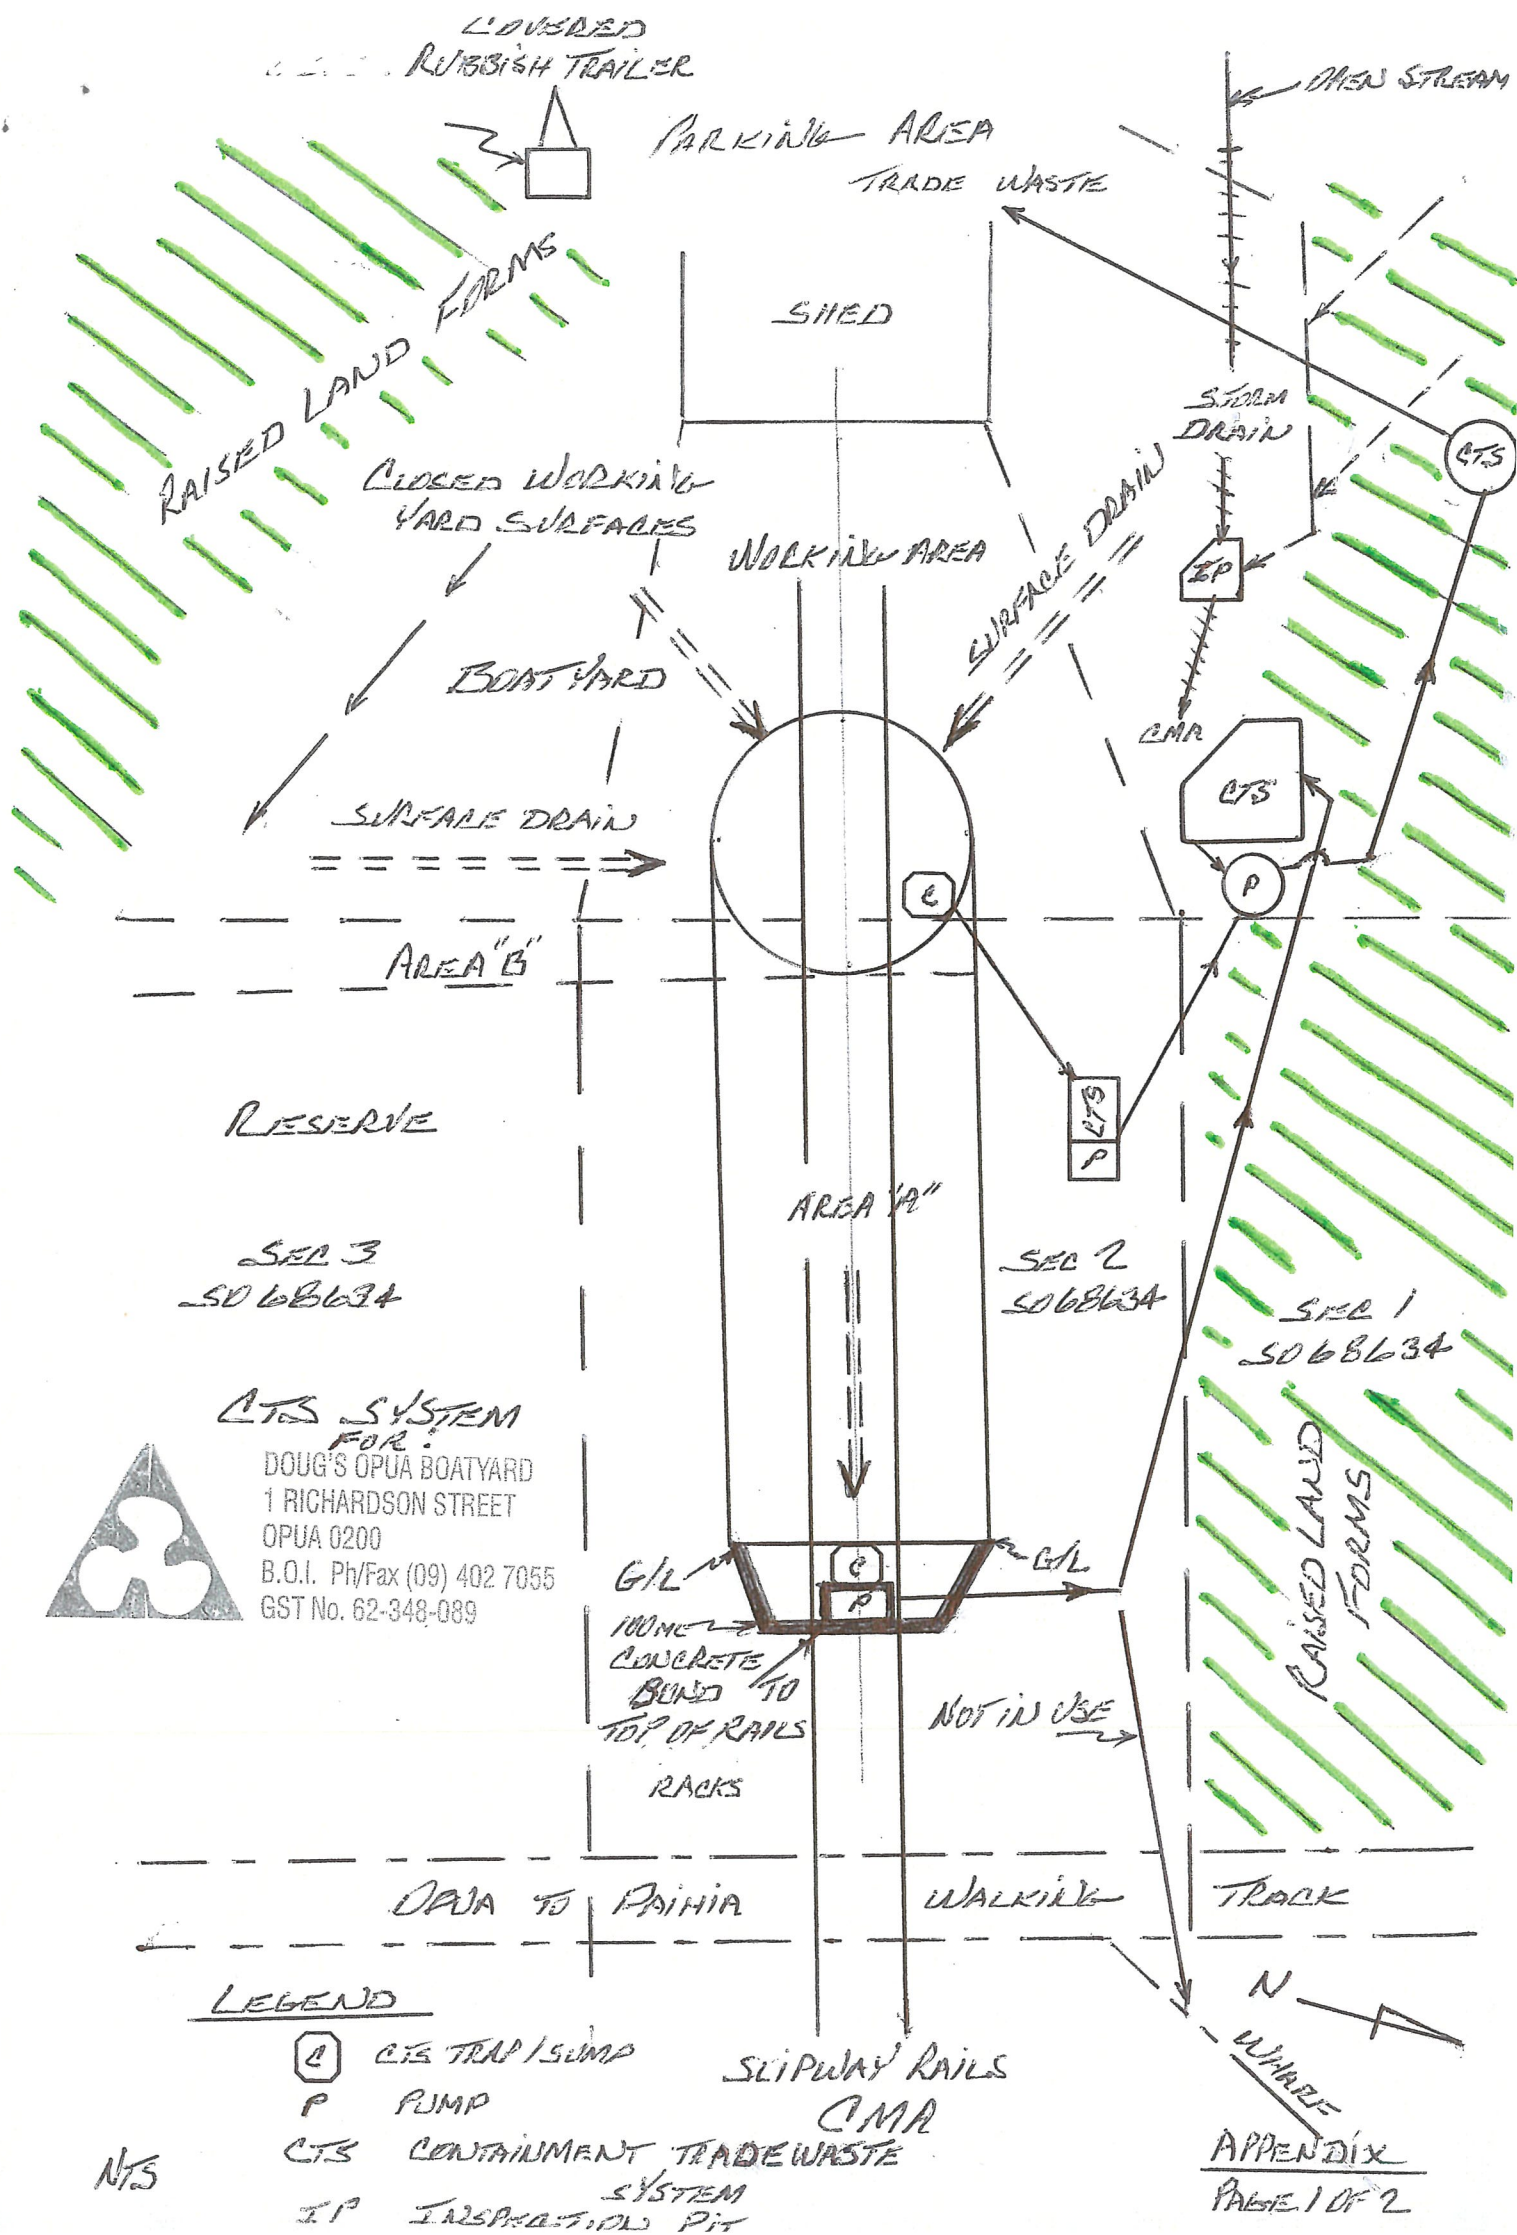 COVERED
RUBBISH TRAILER
OPEN STREAM
PARKING AREA
TRADE WASTE
RAISED LAND FORMS
SHED
STORM
DRAIN
CTS
CLOSED WORKING
YARD SURFACES
WORKING AREA
SURFACE DRAIN
IP
BOATYARD
CMA
CTS
SURFACE DRAIN
P
C
AREA "B"
RESERVE
CTS
P
AREA "A"
SEC 3
SO 68634
SEC 2
SO 68634
SEC 1
SO 68634
CTS SYSTEM
FOR:
DOUG'S OPUA BOATYARD
1 RICHARDSON STREET
OPUA 0200
B.O.I. Ph/Fax (09) 402 7055
GST No. 62-348-089
RAISED LAND
FORMS
G/L
C
G/L
P
CONCRETE
BUND TO
TOP OF RAILS
NOT IN USE
RACKS
OPUA TO PAIHIA WALKING TRACK
LEGEND
N
C CTS TRAP/SUMP
P PUMP
CTS CONTAINMENT TRADEWASTE
SYSTEM
IP INSPECTION PIT
NTS
SLIPWAY RAILS
CMA
WHARF
APPENDIX
PAGE 1 OF 2